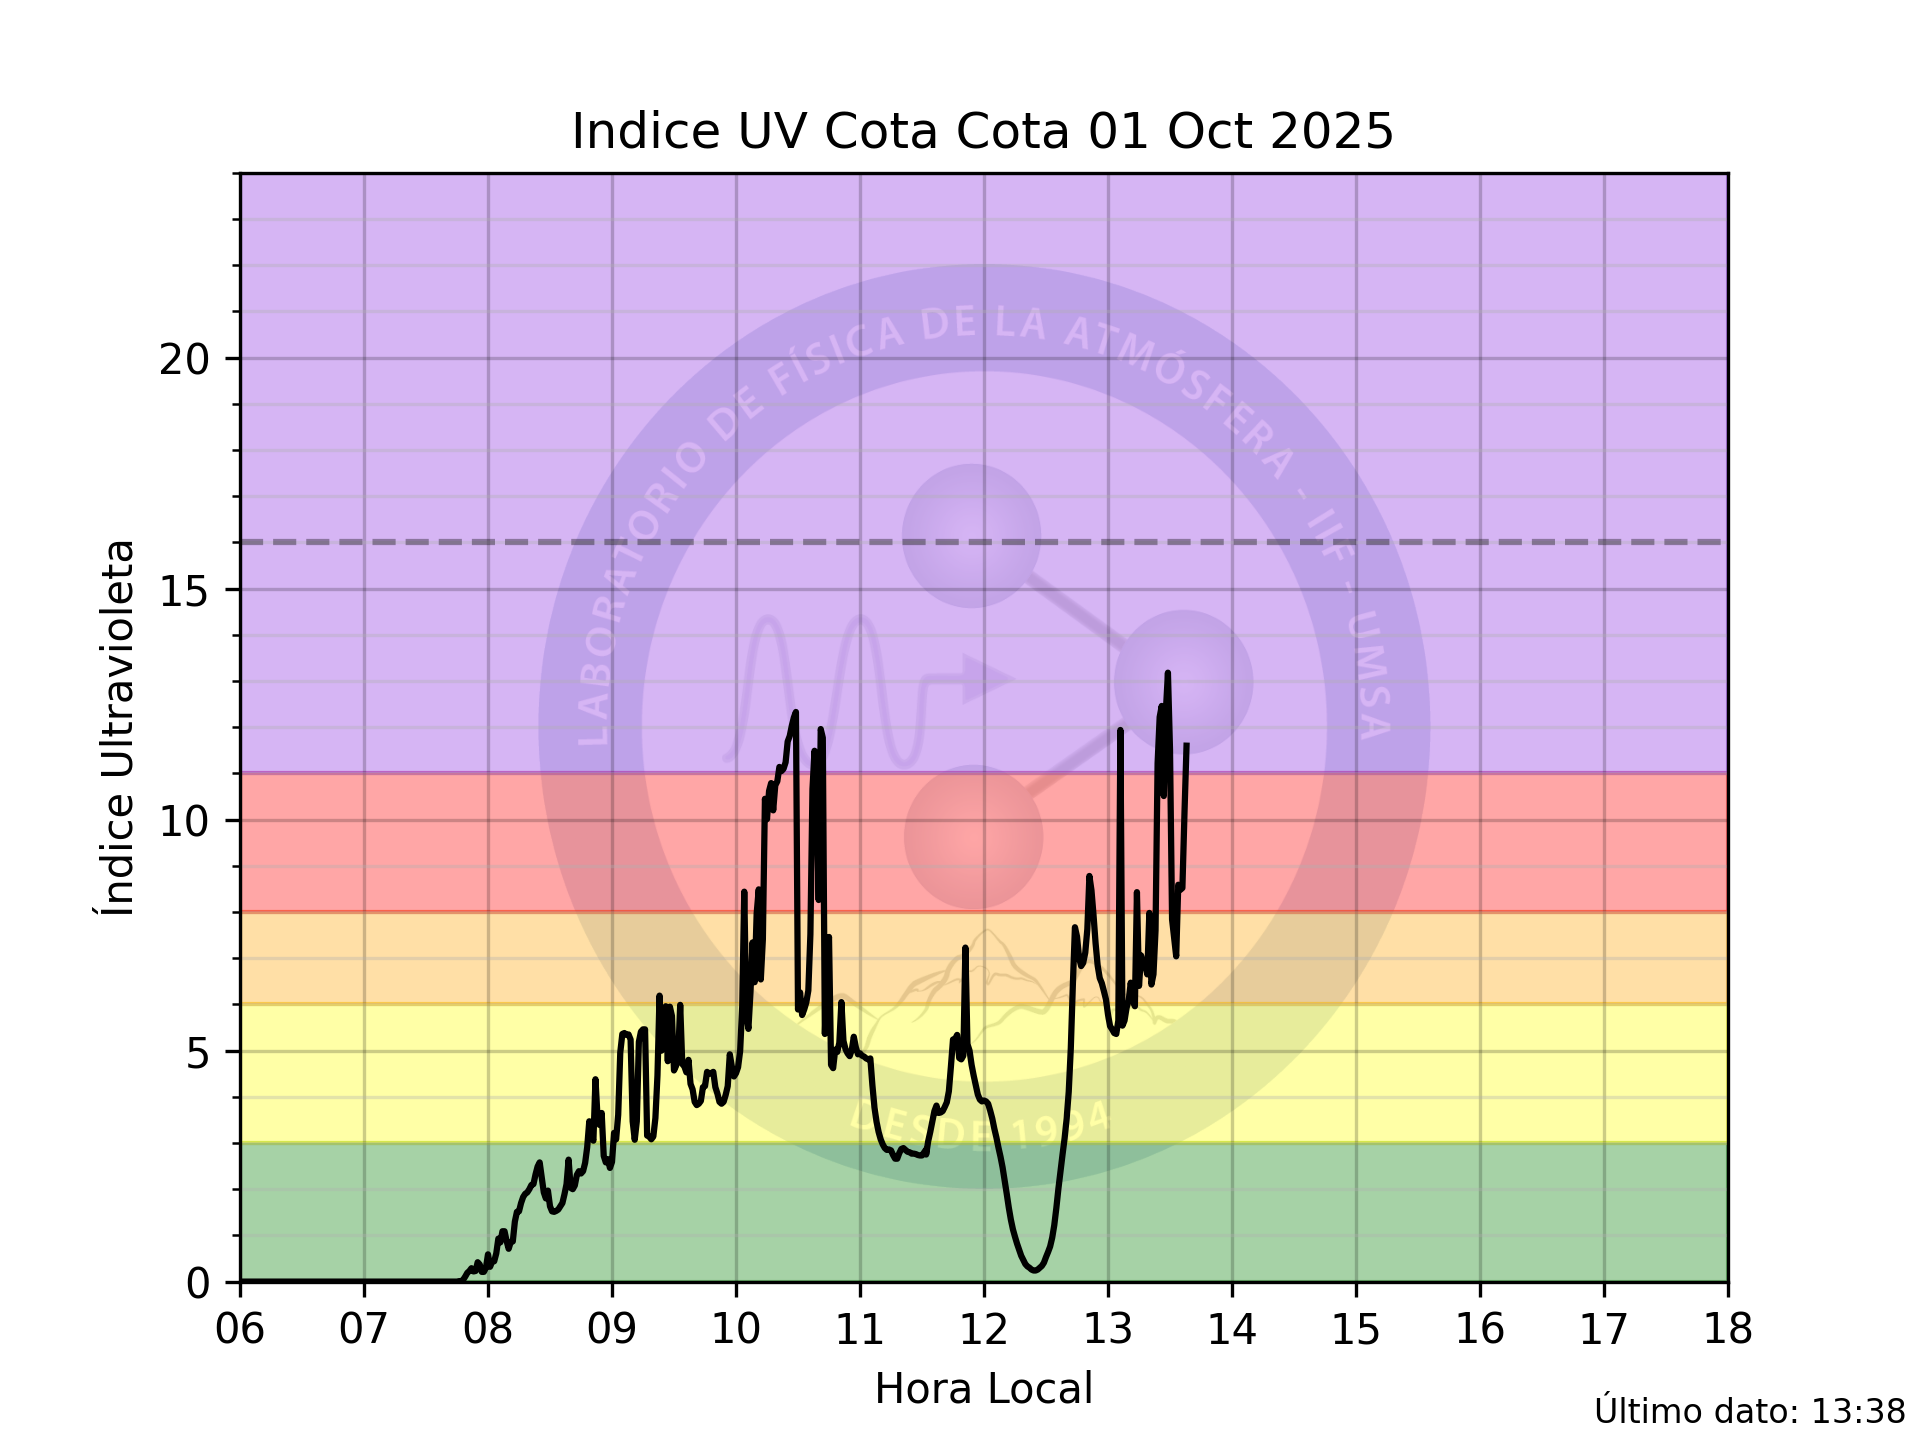 Indice UV Cota Cota 01 Oct 2025
Índice Ultravioleta
20
15
10
5
0
LABORATORIO DE FÍSICA DE LA ATMÓSFERA - IIF - UMSA
DESDE 1994
06 07 08 09 10 11 12 13 14 15 16 17 18
Hora Local
Último dato: 13:38